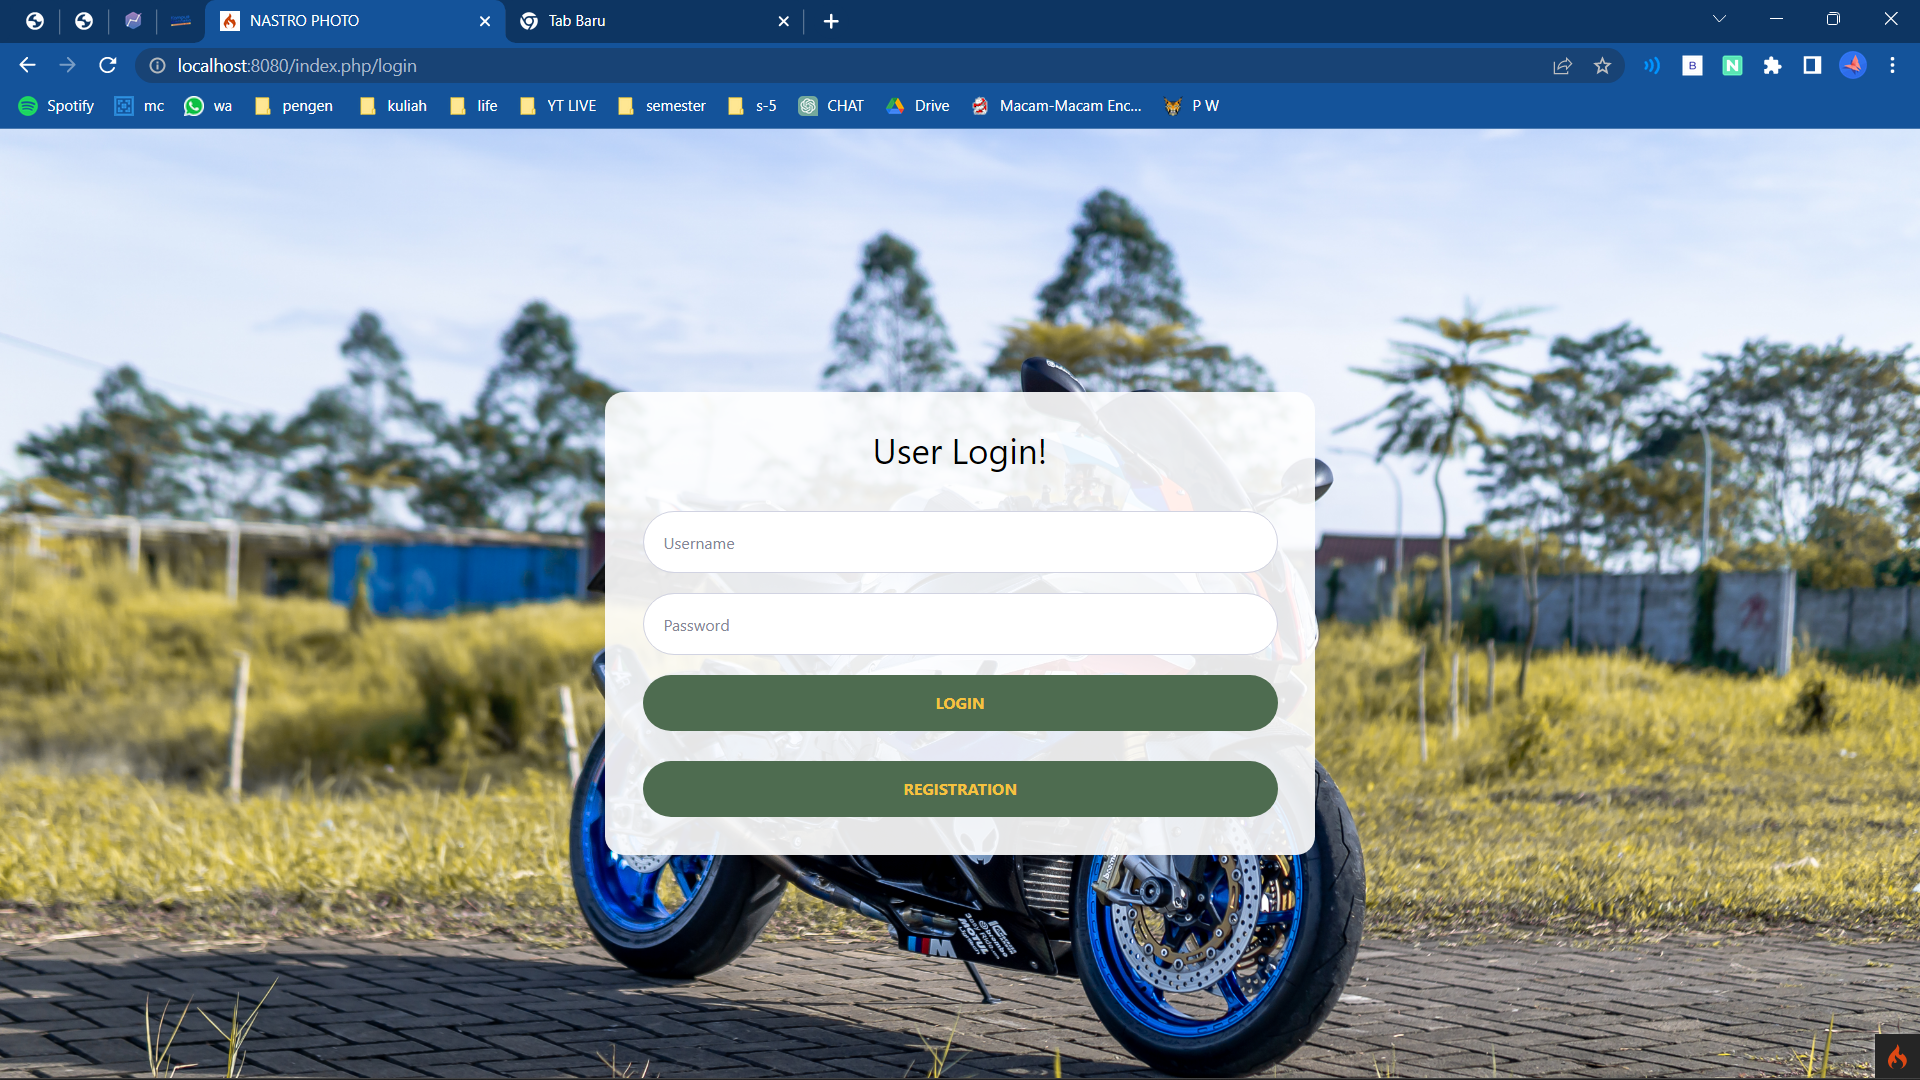 NASTRO PHOTO
Tab Baru
localhost:8080/index.php/login
B
N
Spotify
mc
wa
pengen
kuliah
life
YT LIVE
semester
s-5
CHAT
Drive
Macam-Macam Enc...
P W
User Login!
Username
Password
LOGIN
REGISTRATION
M
MOTUL